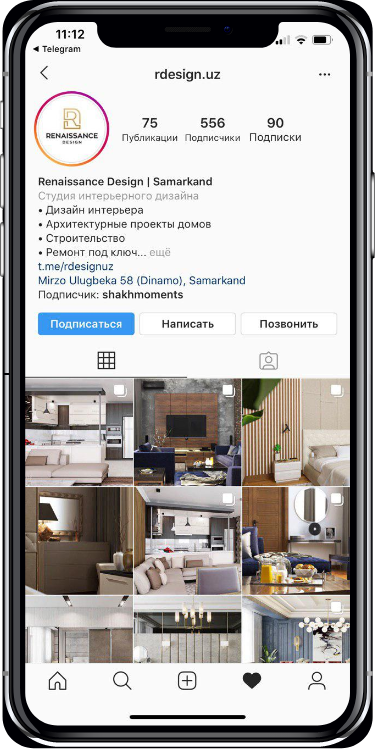 11:12
Telegram
rdesign.uz
RENAISSANCE
DESIGN
75 556 90
Публикации Подписчики Подписки
Renaissance Design | Samarkand
Студия интерьерного дизайна
• Дизайн интерьера
• Архитектурные проекты домов
• Строительство
• Ремонт под ключ... ещё
t.me/rdesignuz
Mirzo Ulugbeka 58 (Dinamo), Samarkand
Подписчик: shakhmoments
Подписаться Написать Позвонить